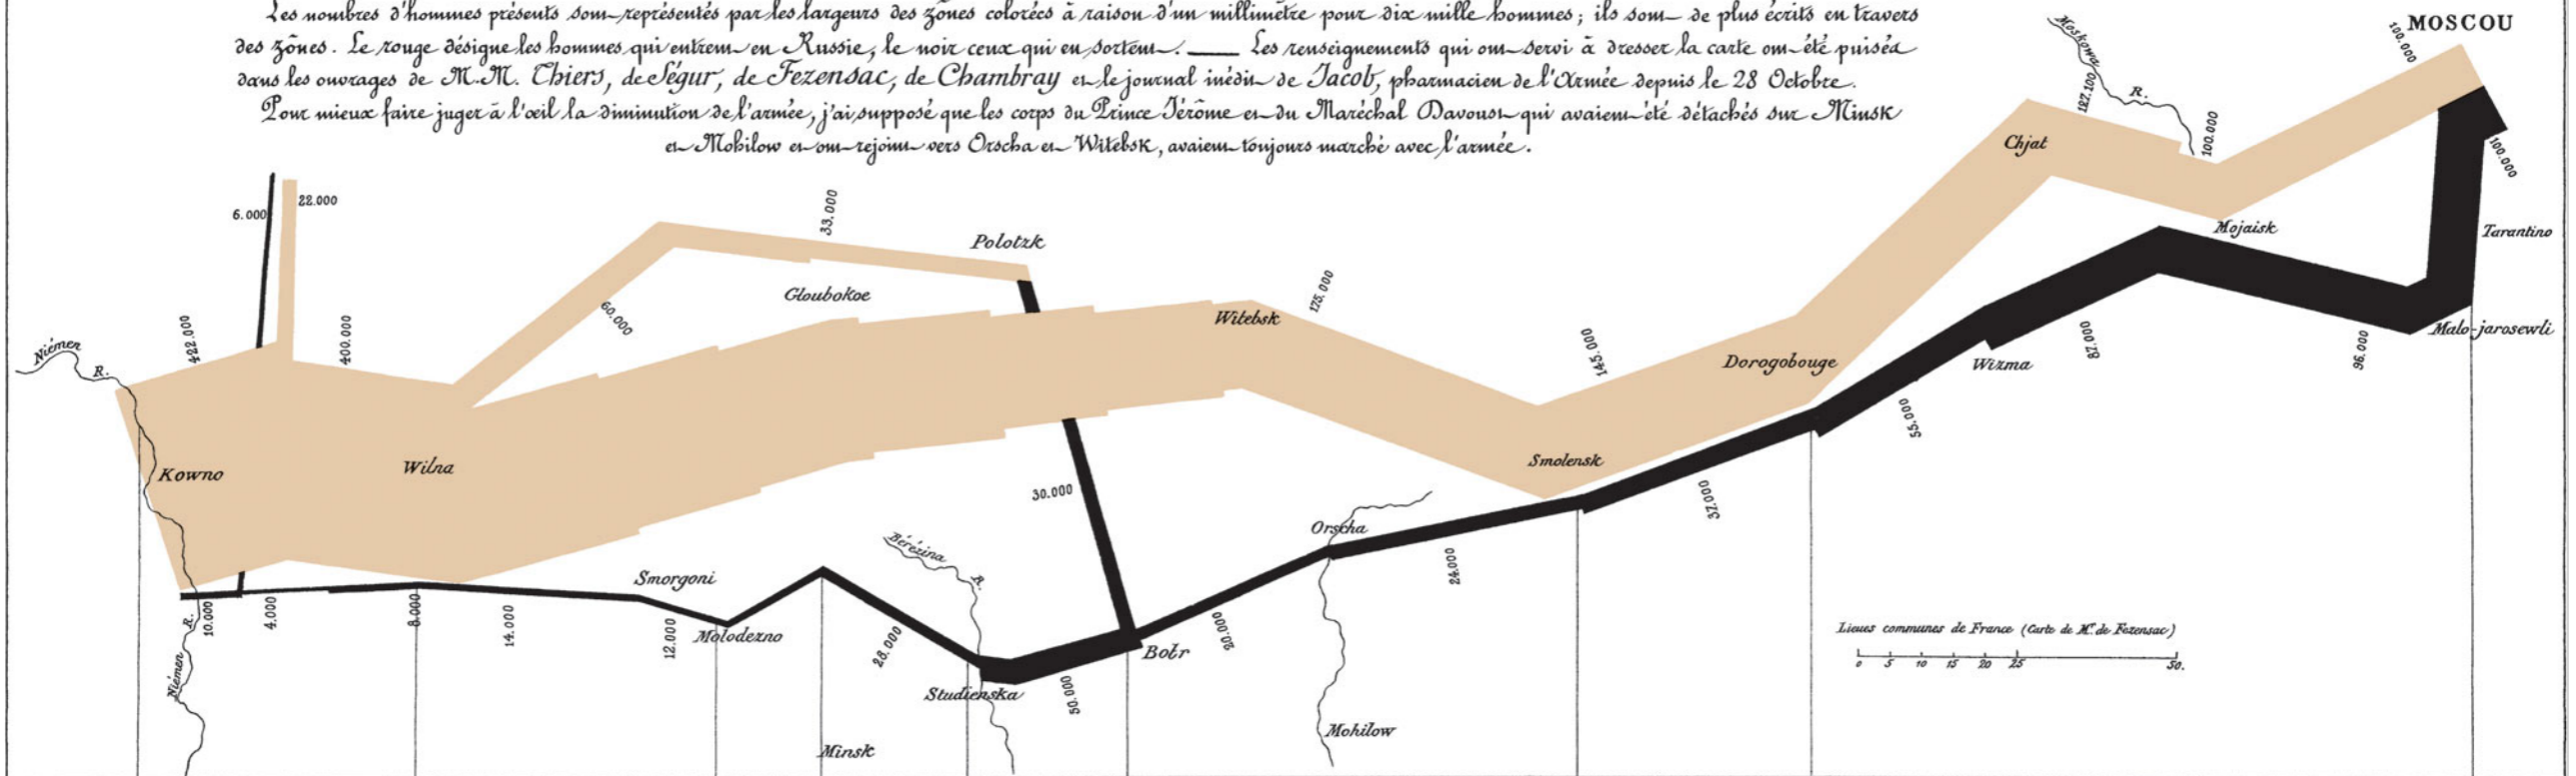 Les nombres d'hommes présents sont représentés par les largeurs des zônes colorées à raison d'un millimètre pour dix mille hommes; ils sont de plus écrits en travers
des zônes. Le rouge désigne les hommes qui entrent en Russie, le noir ceux qui en sortent. ___ Les renseignements qui ont servi à dresser la carte ont été puisés
dans les ouvrages de M.M. Thiers, de Ségur, de Fezensac, de Chambray et le journal inédit de Jacob, pharmacien de l'Armée depuis le 28 Octobre.
Pour mieux faire juger à l'œil la diminution de l'armée, j'ai supposé que les corps du Prince Jérôme et du Maréchal Davoust qui avaient été détachés sur Minsk
et Mohilow et ont rejoint vers Orscha et Witebsk, avaient toujours marché avec l'armée.
MOSCOU
100.000
Moskowa
R.
127.100
100.000
100.000
Chjat
Mojaisk
Tarantino
Malo-jarosewli
6.000
22.000
33.000
Polotzk
Gloubokoe
60.000
Niémen
R.
422.000
400.000
175.000
Witebsk
145.000
Dorogobouge
Wizma
82.000
96.000
55.000
Kowno
Wilna
Smolensk
37.000
30.000
Orscha
24.000
Bérézina
R.
Smorgoni
10.000
4.000
8.000
14.000
12.000
Molodezno
28.000
Studienska
50.000
Botr
20.000
R.
Niémen
Minsk
Mohilow
Lieues communes de France (Carte de M. de Fezensac)
0 5 10 15 20 25 50.